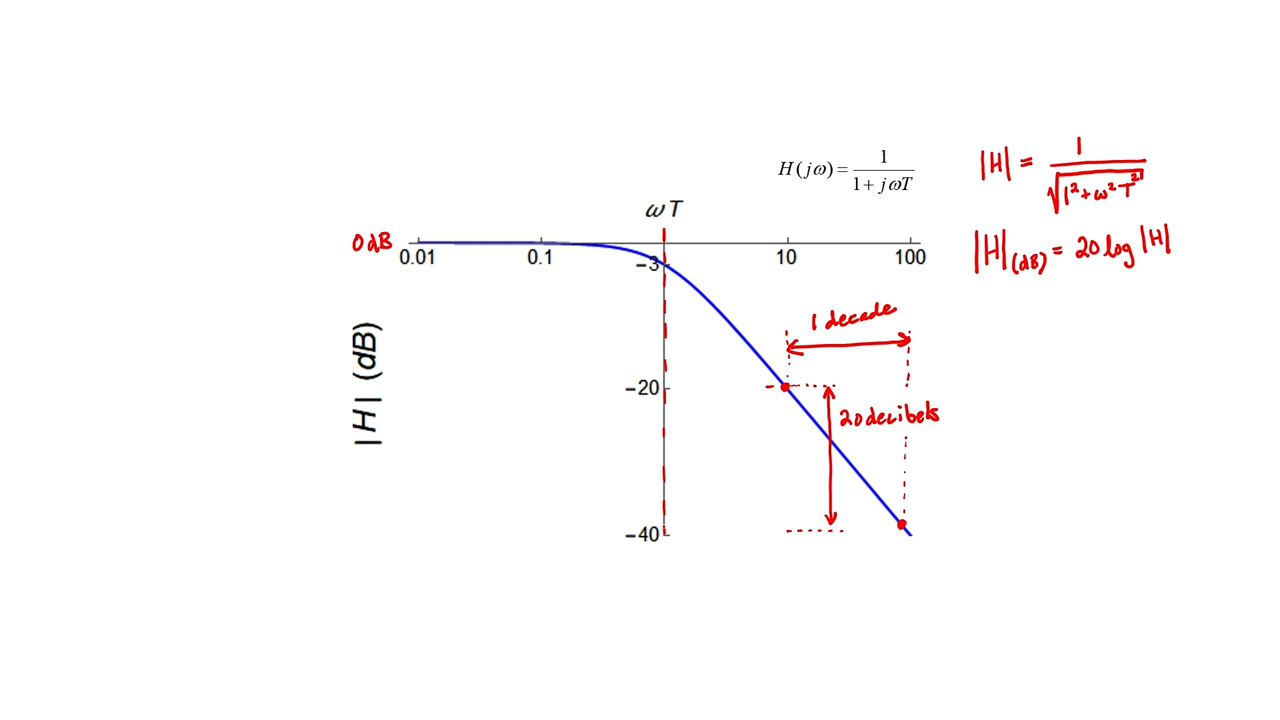 H(jω) = 1 / (1 + jωT)
|H| = 1 / √(1² + ω²T²)
ωT
0 dB
0.01 0.1 10 100
|H|(dB) = 20 log |H|
−3
1 decade
|H| (dB)
−20
20 decibels
−40